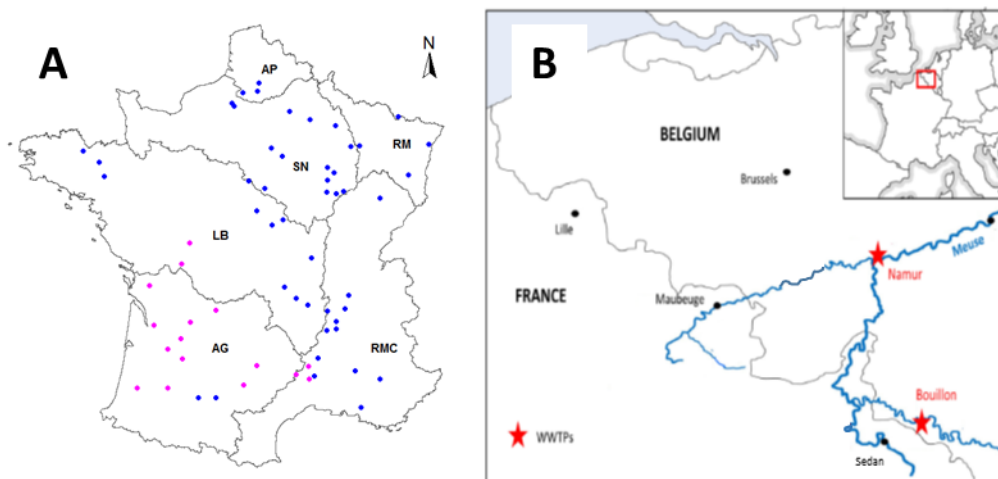 A
N
AP
RM
SN
LB
AG
RMC
B
BELGIUM
Brussels
Lille
Meuse
Namur
FRANCE
Maubeuge
Bouillon
WWTPs
Sedan